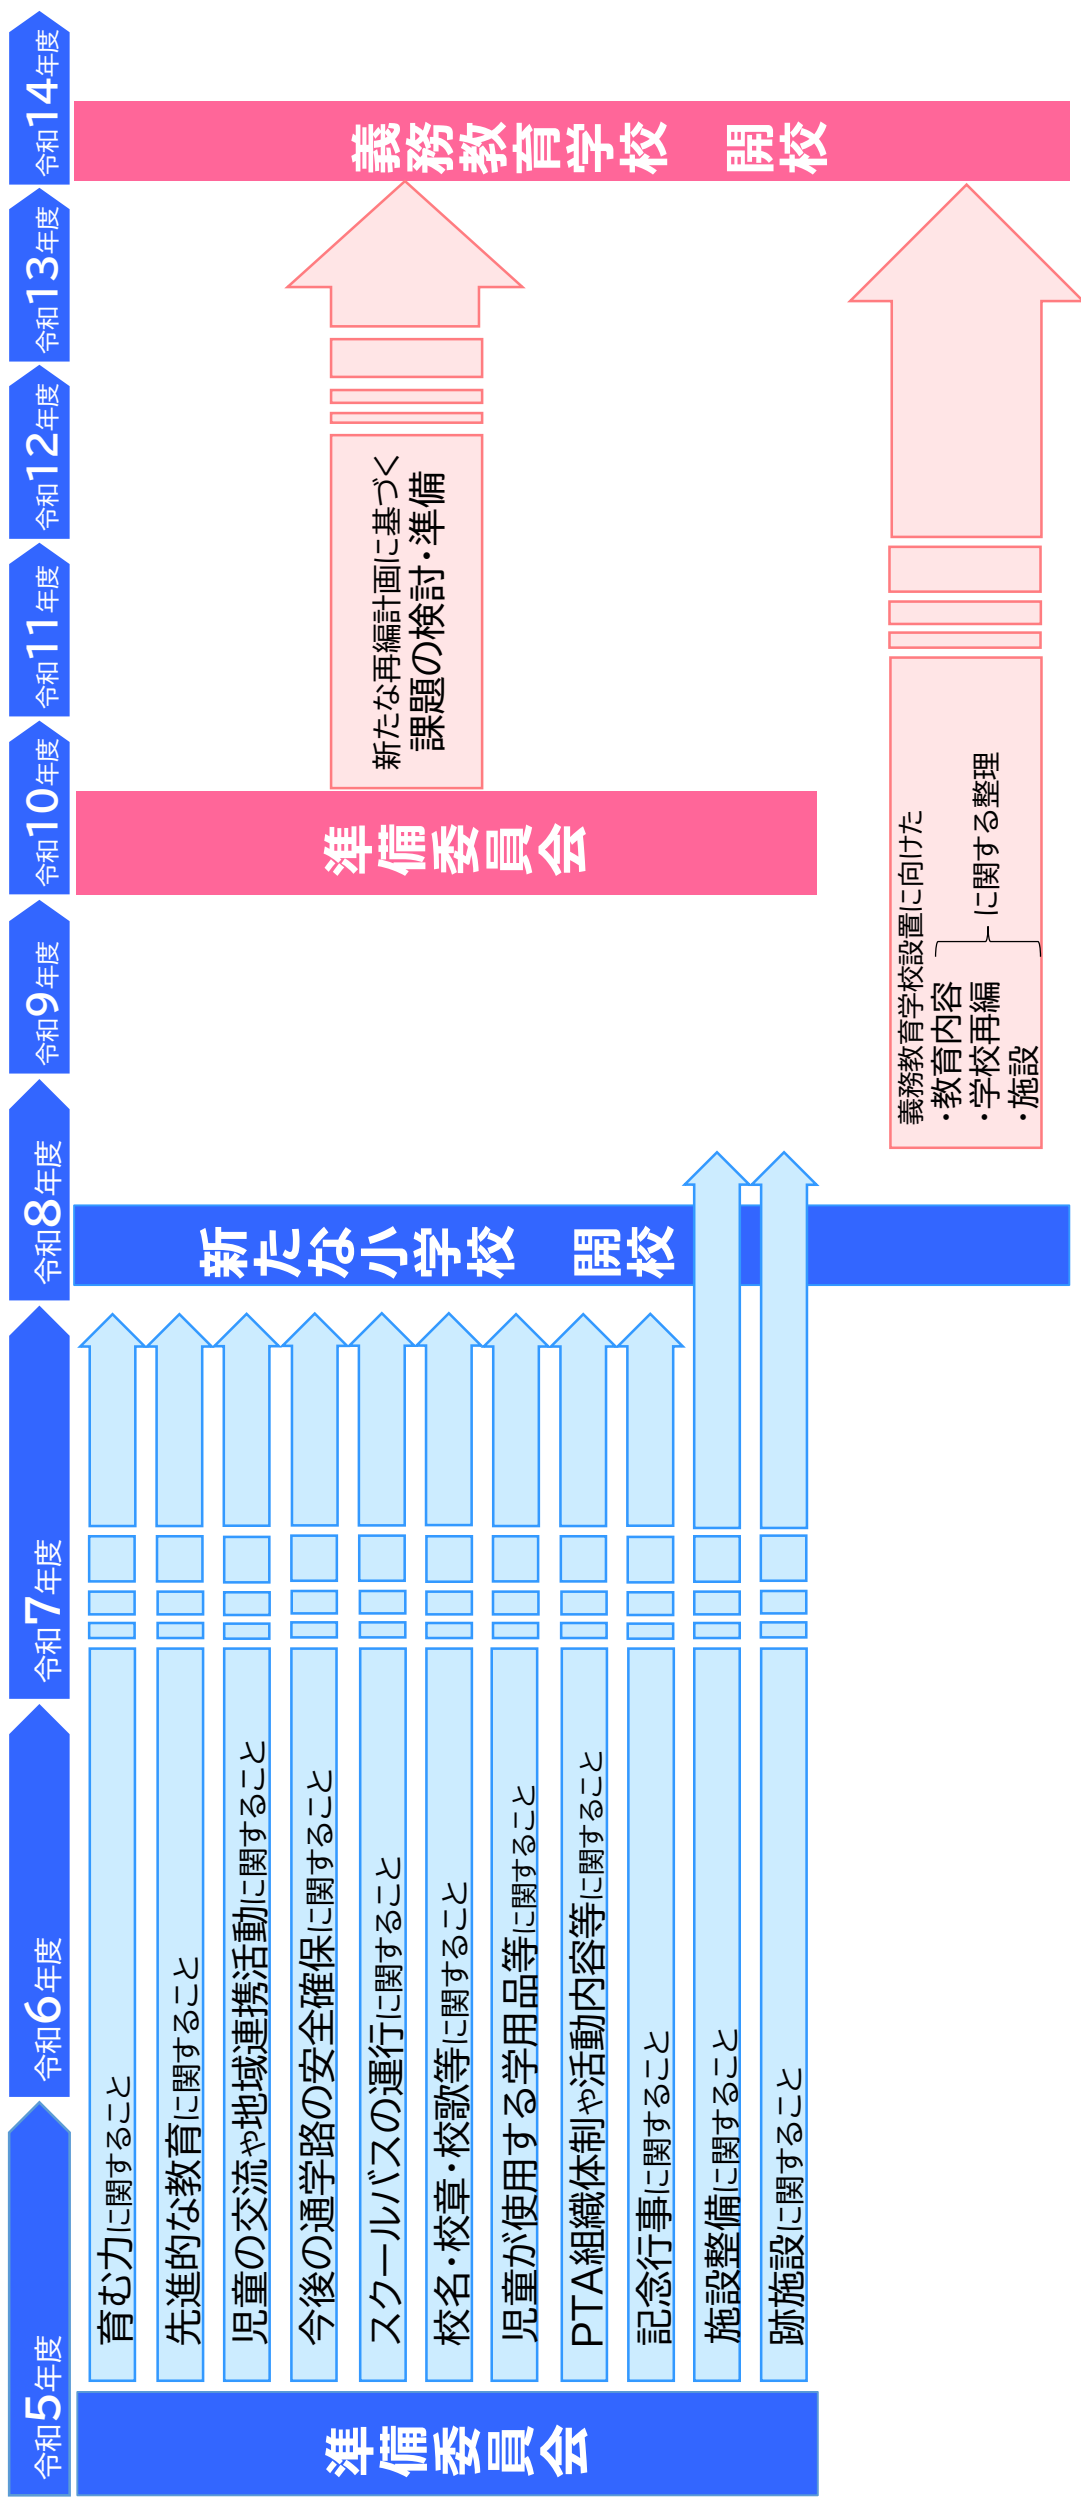 令和5年度
令和6年度
令和7年度
令和8年度
令和9年度
令和10年度
令和11年度
令和12年度
令和13年度
令和14年度
準備委員会
育む力に関すること
先進的な教育に関すること
児童の交流や地域連携活動に関すること
今後の通学路の安全確保に関すること
スクールバスの運行に関すること
校名・校章・校歌等に関すること
児童が使用する学用品等に関すること
PTA組織体制や活動内容等に関すること
記念行事に関すること
施設整備に関すること
跡施設に関すること
新たな小学校 開校
準備委員会
新たな再編計画に基づく
課題の検討・準備
義務教育学校設置に向けた
・教育内容
・学校再編
・施設
に関する整理
義務教育学校 開校